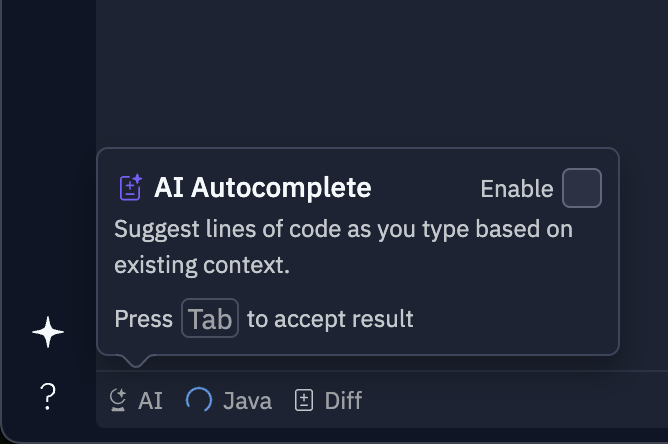 AI Autocomplete Enable
Suggest lines of code as you type based on
existing context.
Press Tab to accept result
?
AI Java Diff